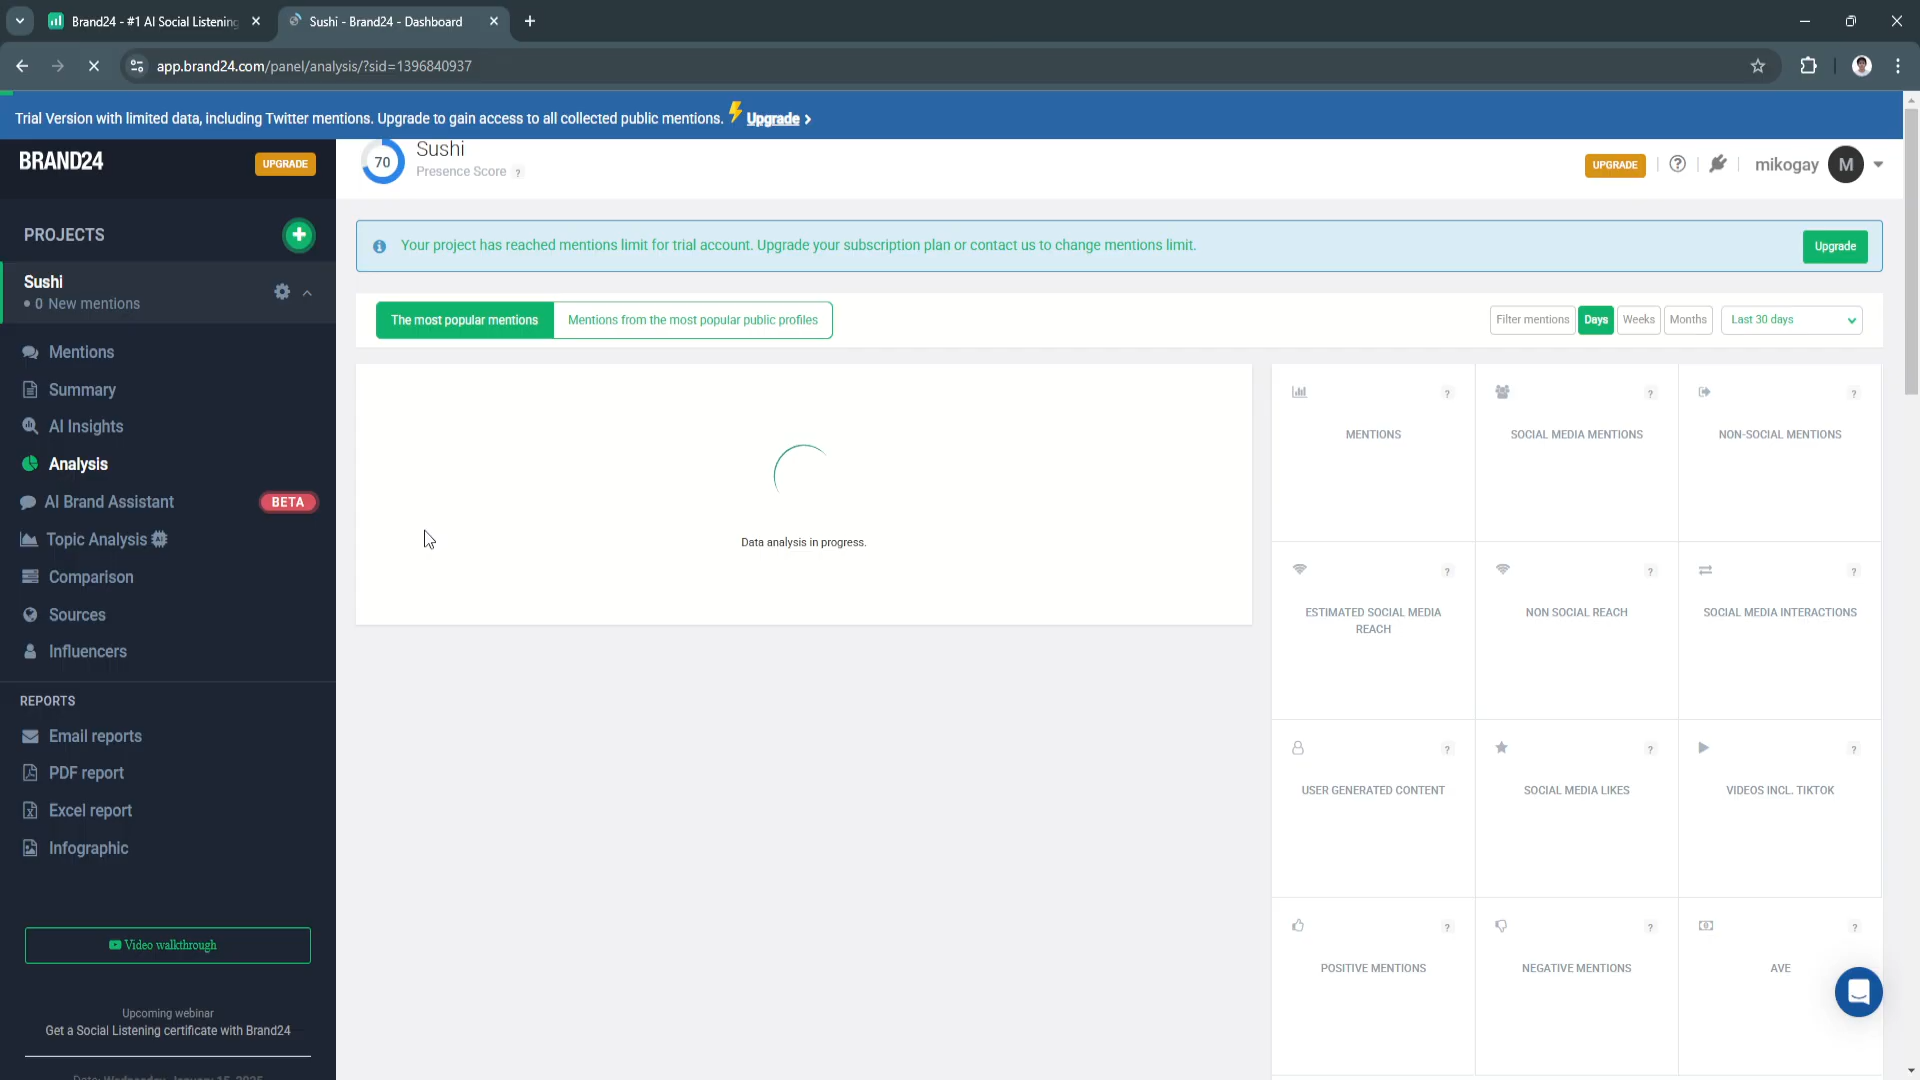 Brand24 - #1 AI Social Listening
Sushi - Brand24 - Dashboard
app.brand24.com/panel/analysis/?sid=1396840937
Trial Version with limited data, including Twitter mentions. Upgrade to gain access to all collected public mentions. Upgrade >
BRAND24
UPGRADE
70
Sushi
Presence Score ?
UPGRADE
mikogay
M
PROJECTS
Sushi
0 New mentions
Your project has reached mentions limit for trial account. Upgrade your subscription plan or contact us to change mentions limit.
Upgrade
The most popular mentions
Mentions from the most popular public profiles
Filter mentions
Days
Weeks
Months
Last 30 days
Mentions
Summary
AI Insights
Analysis
AI Brand Assistant
BETA
Topic Analysis
AI
Comparison
Sources
Influencers
REPORTS
Email reports
PDF report
Excel report
Infographic
Video walkthrough
Upcoming webinar
Get a Social Listening certificate with Brand24
Date: Wednesday, January 15, 2025
Data analysis in progress.
?
MENTIONS
?
SOCIAL MEDIA MENTIONS
?
NON-SOCIAL MENTIONS
?
ESTIMATED SOCIAL MEDIA
REACH
?
NON SOCIAL REACH
?
SOCIAL MEDIA INTERACTIONS
?
USER GENERATED CONTENT
?
SOCIAL MEDIA LIKES
?
VIDEOS INCL. TIKTOK
?
POSITIVE MENTIONS
?
NEGATIVE MENTIONS
?
AVE